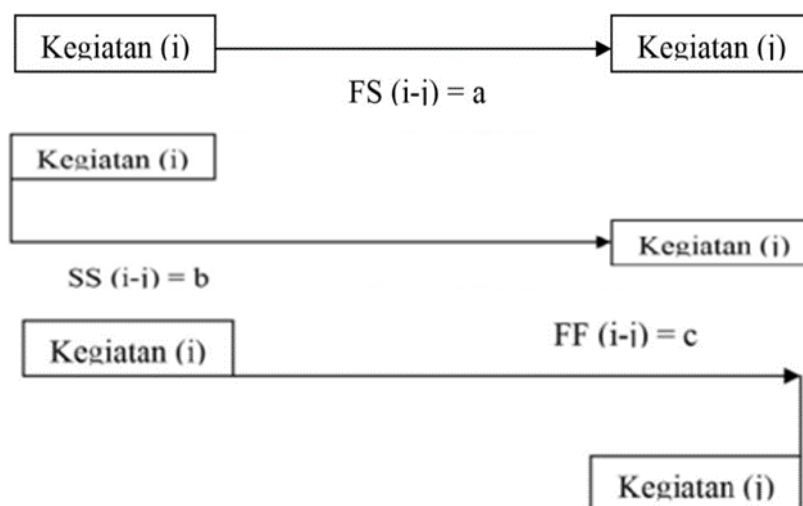 Kegiatan (i)
Kegiatan (j)
FS (i-j) = a
Kegiatan (i)
Kegiatan (j)
SS (i-j) = b
Kegiatan (i)
FF (i-j) = c
Kegiatan (j)